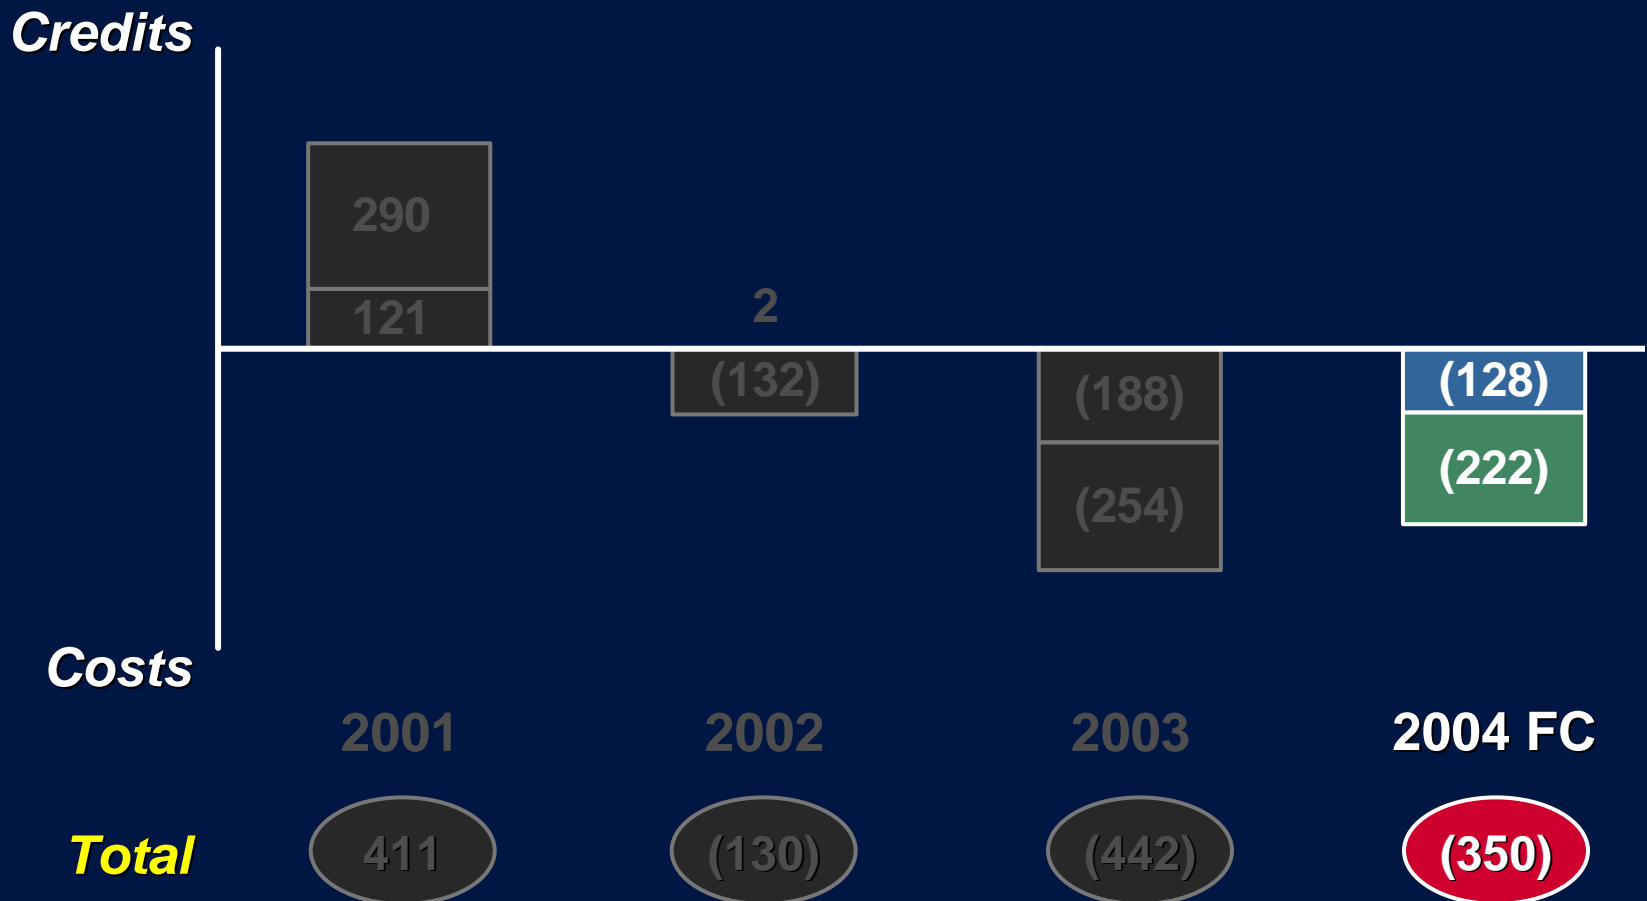 Credits
290
121
2
(132)
(188)
(254)
(128)
(222)
Costs
2001 2002 2003 2004 FC
Total 411 (130) (442) (350)